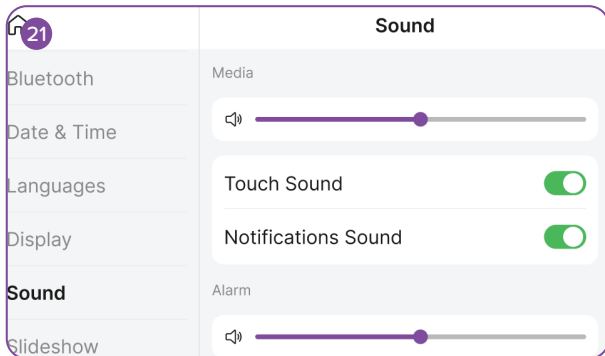 21
Sound
Bluetooth
Date & Time
Languages
Display
Sound
Slideshow
Media
Touch Sound
Notifications Sound
Alarm